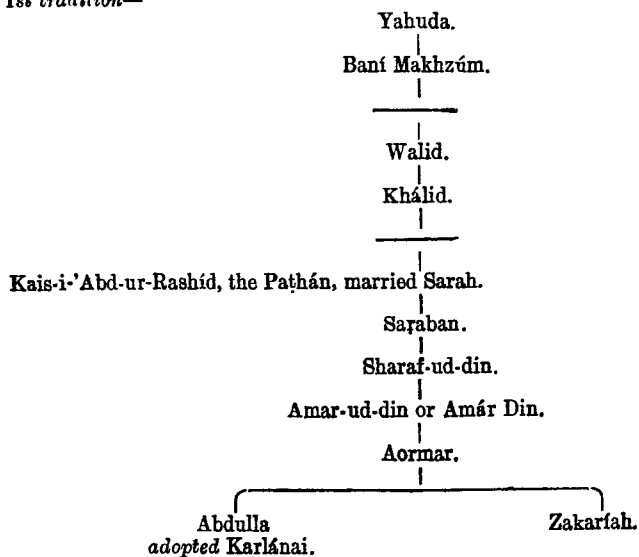 1st tradition—
Yahuda.
Baní Makhzúm.
Walid.
Khálid.
Kais-i-'Abd-ur-Rashíd, the Paṭhán, married Sarah.
Saṛaban.
Sharaf-ud-din.
Amar-ud-din or Amár Din.
Aormar.
Abdulla Zakaríah.
adopted Karlánai.